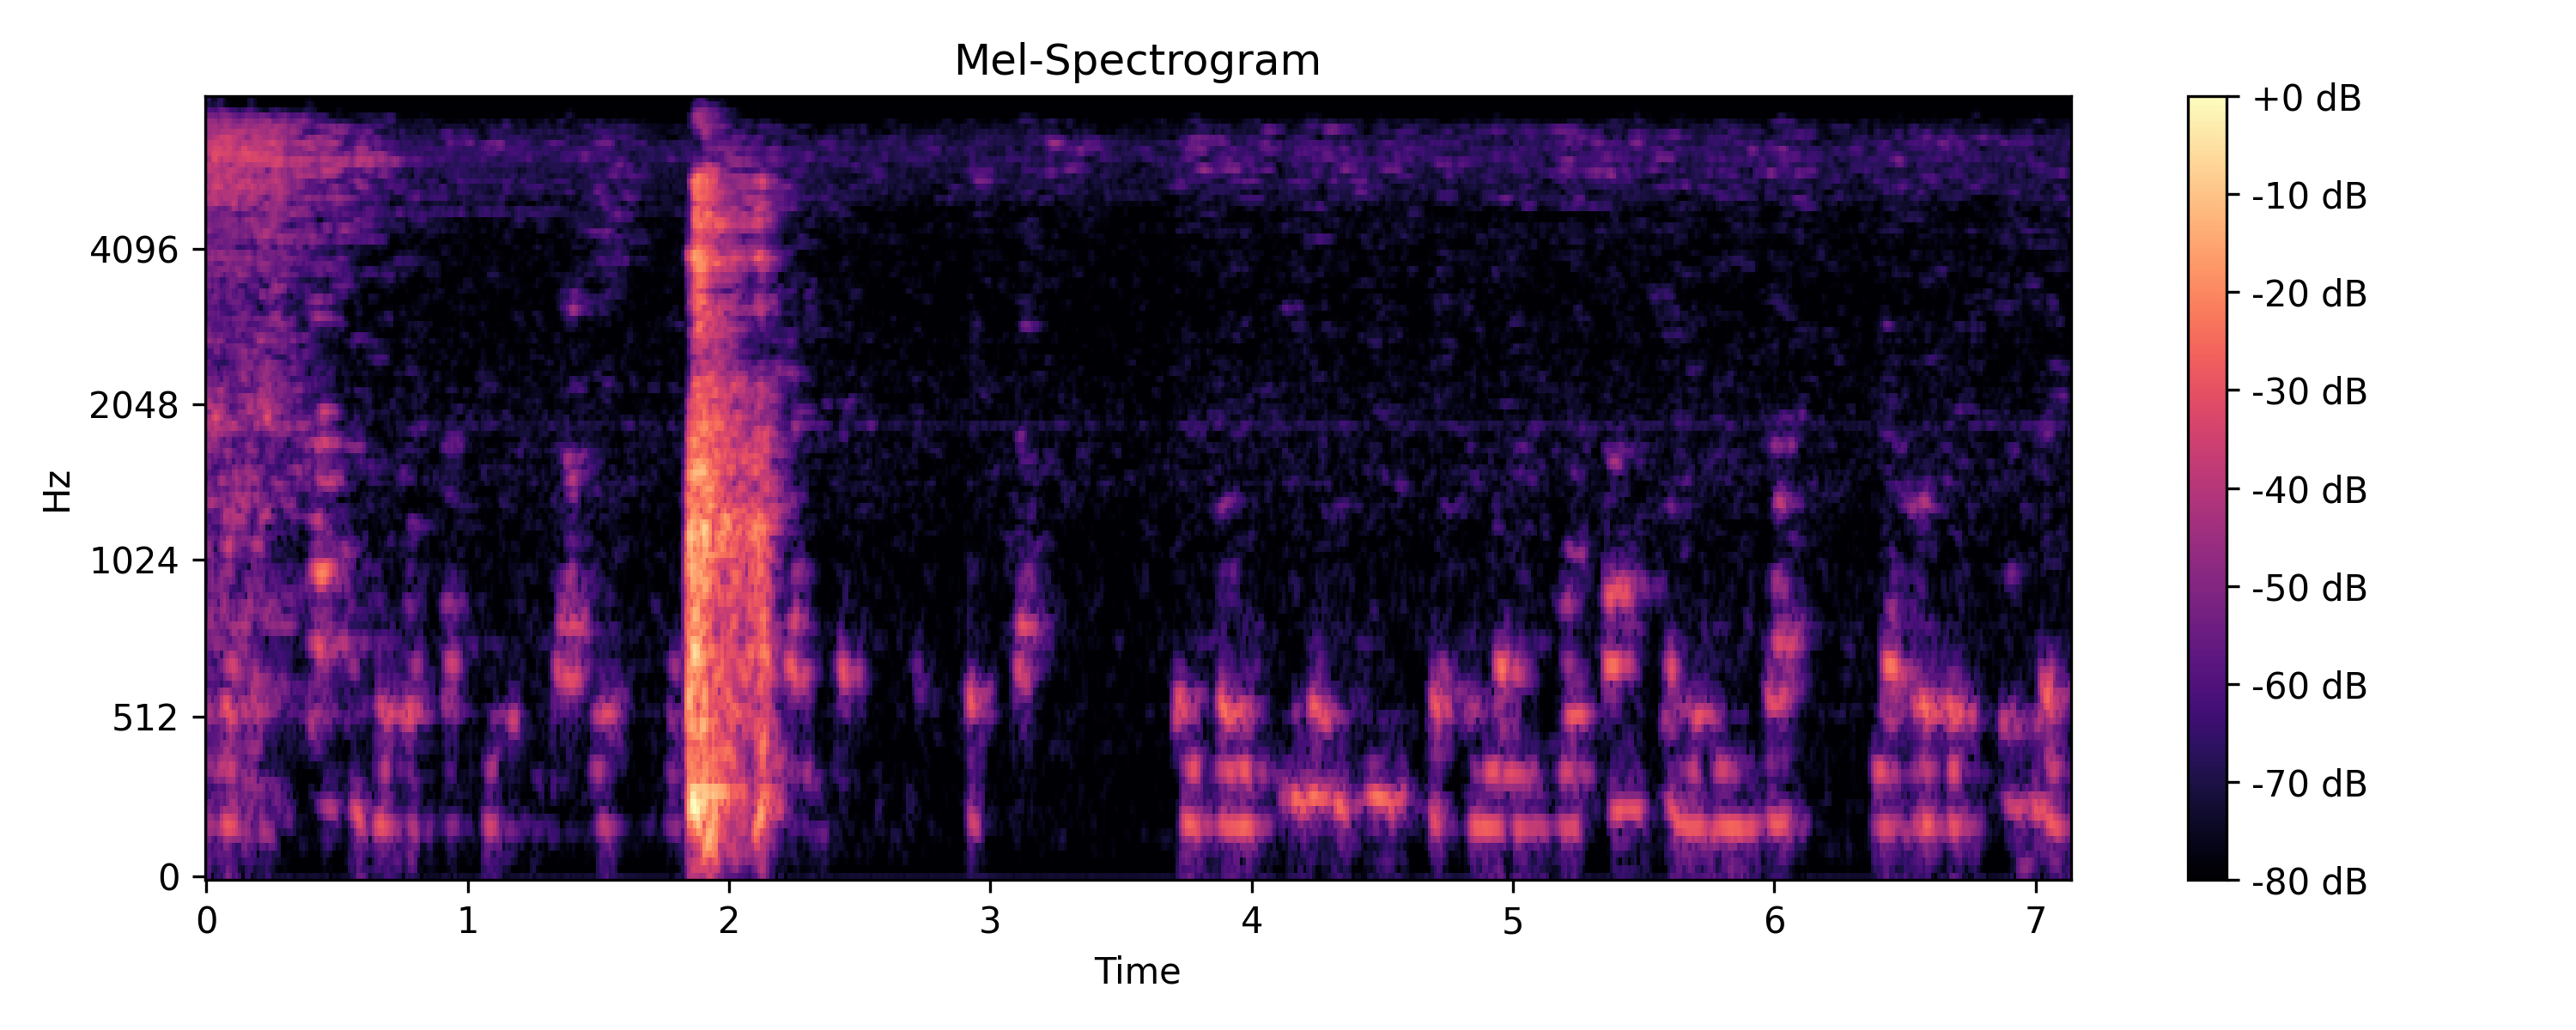 Mel-Spectrogram
Hz
4096
2048
1024
512
0
0 1 2 3 4 5 6 7
Time
+0 dB
-10 dB
-20 dB
-30 dB
-40 dB
-50 dB
-60 dB
-70 dB
-80 dB